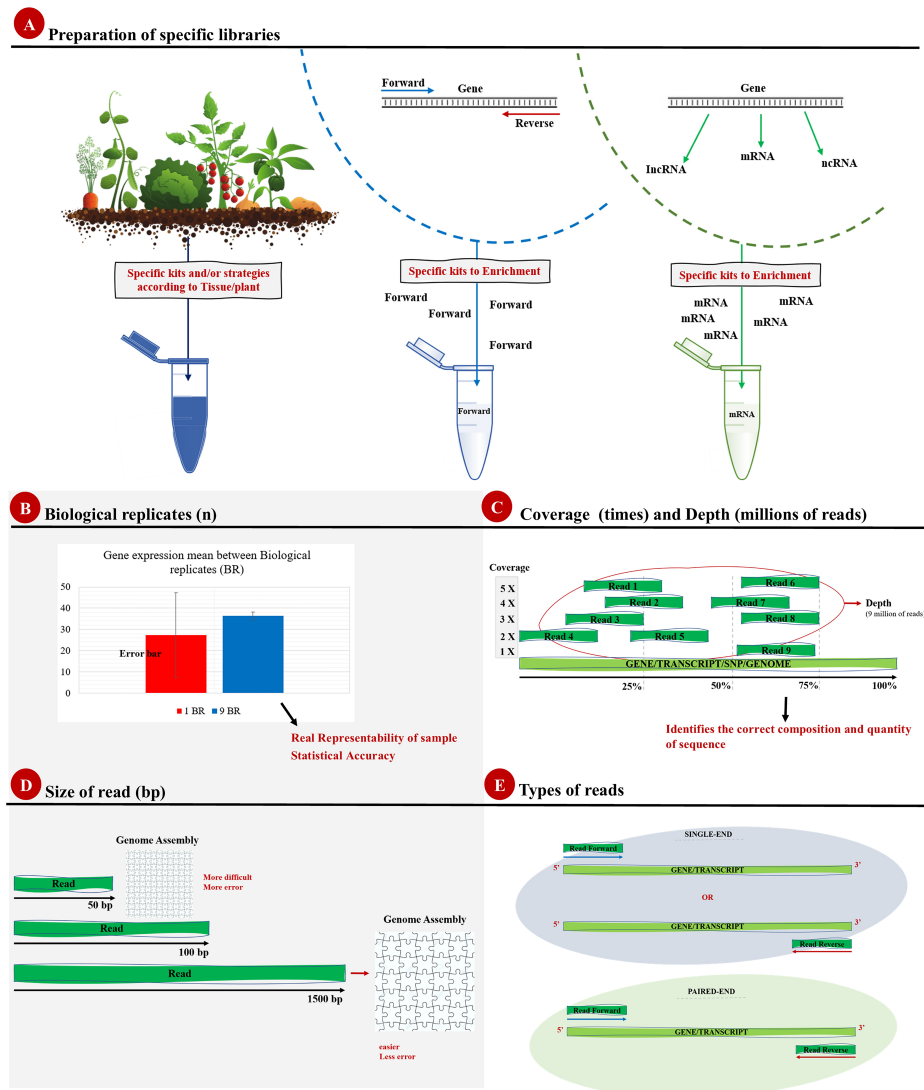 A
Preparation of specific libraries
Forward
Gene
Reverse
Gene
lncRNA
mRNA
ncRNA
Specific kits and/or strategies
according to Tissue/plant
Specific kits to Enrichment
Forward
Forward
Forward
Forward
Forward
Specific kits to Enrichment
mRNA
mRNA
mRNA
mRNA
mRNA
mRNA
B
Biological replicates (n)
Gene expression mean between Biological
replicates (BR)
50
40
30
20
10
0
Error bar
1 BR
9 BR
Real Representability of sample
Statistical Accuracy
C
Coverage (times) and Depth (millions of reads)
Coverage
5 X
4 X
3 X
2 X
1 X
Read 1
Read 6
Read 2
Read 7
Read 3
Read 8
Read 4
Read 5
Read 9
Depth
(9 million of reads)
GENE/TRANSCRIPT/SNP/GENOME
25%
50%
75%
100%
Identifies the correct composition and quantity
of sequence
D
Size of read (bp)
Genome Assembly
More difficult
More error
Read
50 bp
Read
100 bp
Read
1500 bp
Genome Assembly
easier
Less error
E
Types of reads
SINGLE-END
Read Forward
5’
GENE/TRANSCRIPT
3’
OR
5’
GENE/TRANSCRIPT
3’
Read Reverse
PAIRED-END
Read Forward
5’
GENE/TRANSCRIPT
3’
Read Reverse